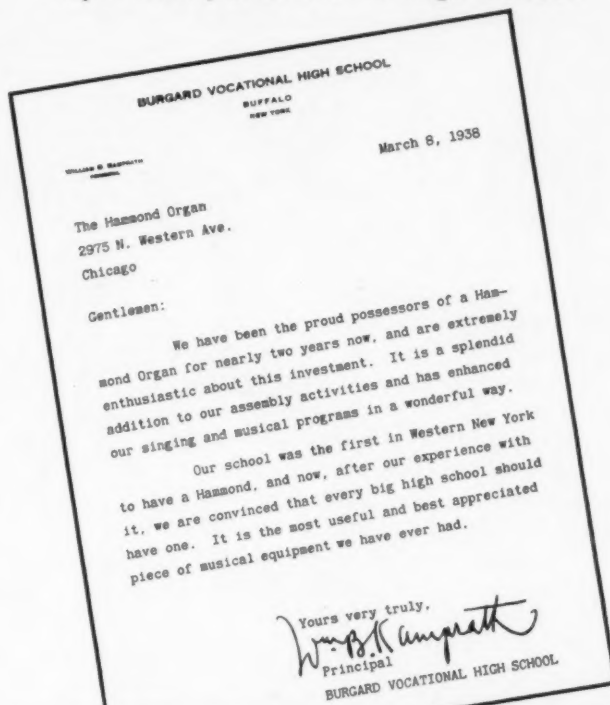 BURGARD VOCATIONAL HIGH SCHOOL
BUFFALO
NEW YORK
March 8, 1938
WILLIAM B. KAMPRATH
PRINCIPAL
The Hammond Organ
2975 N. Western Ave.
Chicago
Gentlemen:
We have been the proud possessors of a Ham-
mond Organ for nearly two years now, and are extremely
enthusiastic about this investment. It is a splendid
addition to our assembly activities and has enhanced
our singing and musical programs in a wonderful way.
Our school was the first in Western New York
to have a Hammond, and now, after our experience with
it, we are convinced that every big high school should
have one. It is the most useful and best appreciated
piece of musical equipment we have ever had.
Yours very truly,
Wm. B. Kamprath
Principal
BURGARD VOCATIONAL HIGH SCHOOL